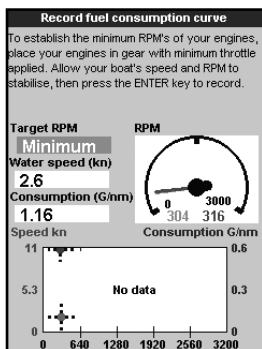 Record fuel consumption curve
To establish the minimum RPM's of your engines,
place your engines in gear with minimum throttle
applied. Allow your boat's speed and RPM to
stabilise, then press the ENTER key to record.
Target RPM
RPM
Minimum
Water speed (kn)
2.6
Consumption (G/nm)
1.16
0 3000
304 316
Speed kn
Consumption G/nm
11 0.6
5.3 No data 0.3
0 0
0 640 1280 1920 2560 3200